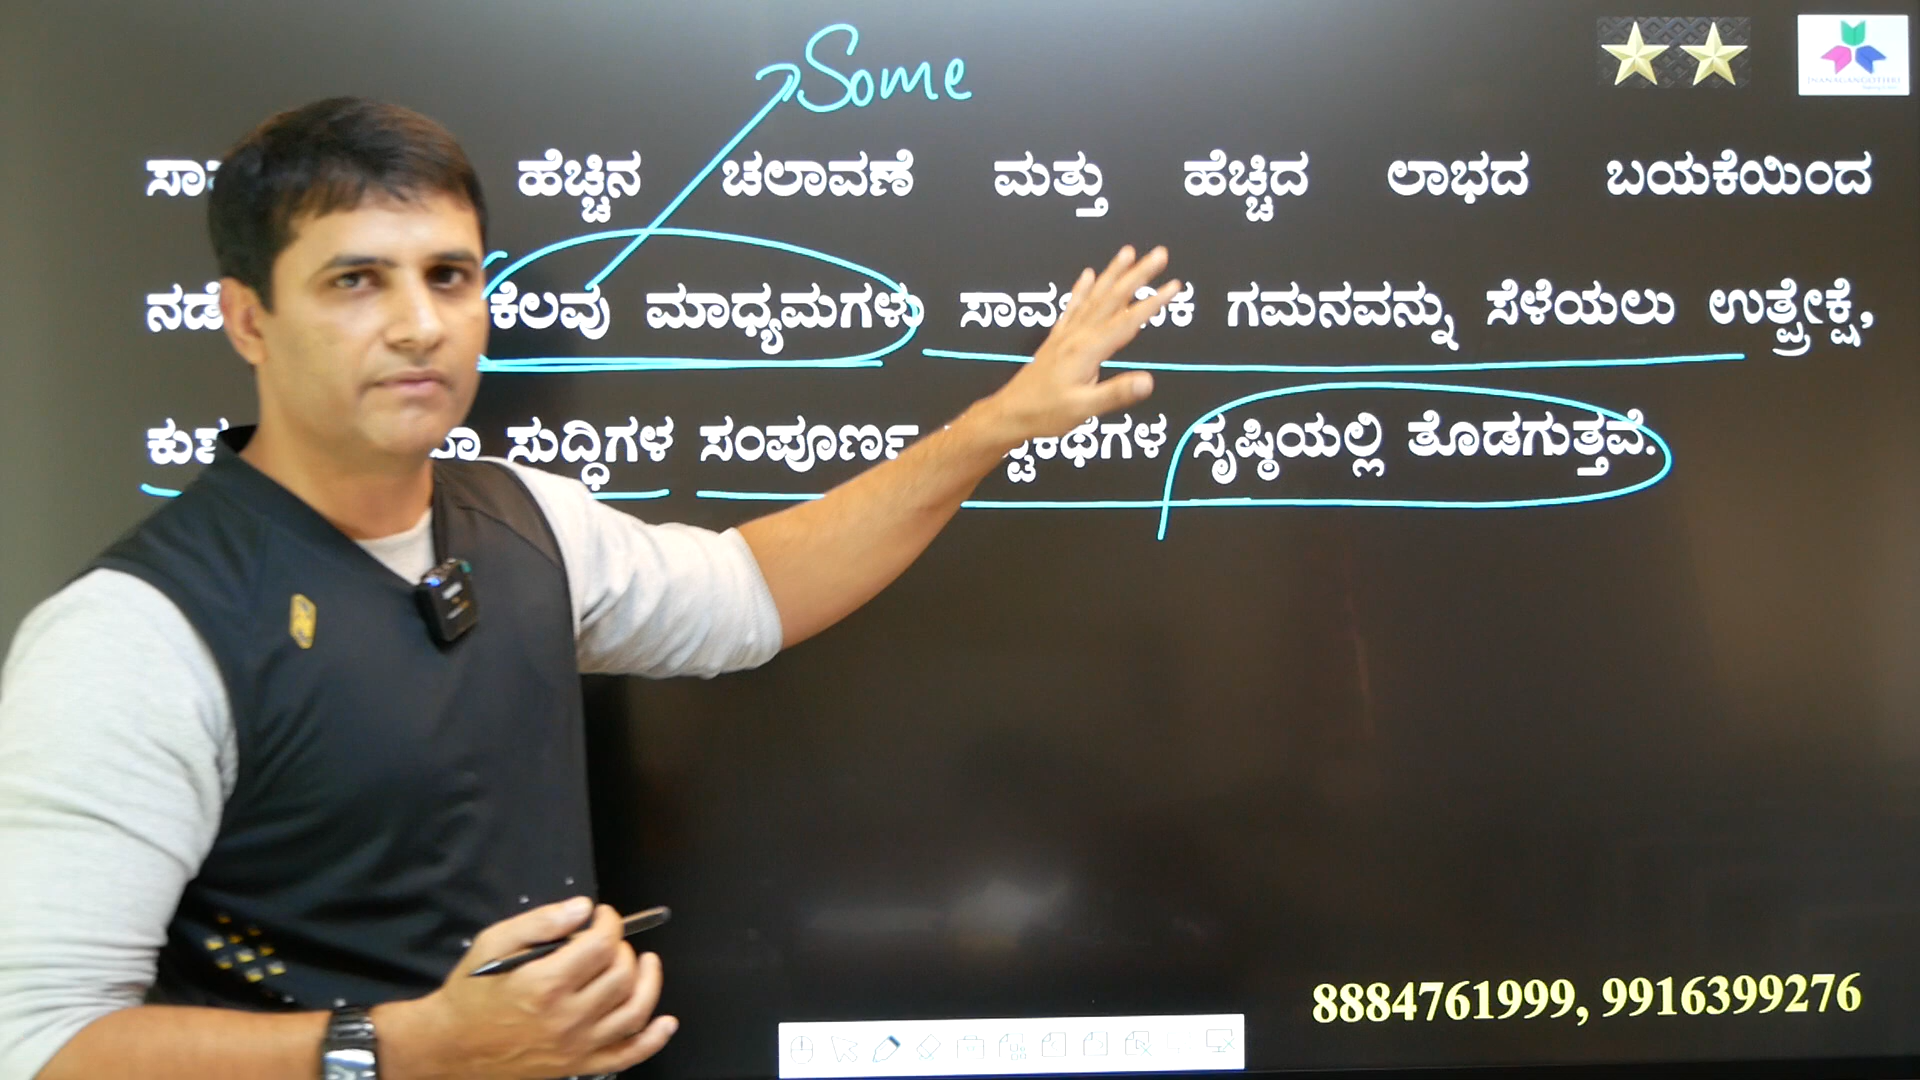 Some
ಹೆಚ್ಚಿನ ಚಲಾವಣೆ ಮತ್ತು ಹೆಚ್ಚಿದ ಲಾಭದ ಬಯಕೆಯಿಂದ
ಕೆಲವು ಮಾಧ್ಯಮಗಳು ಗಮನವನ್ನು ಸೆಳೆಯಲು ಉತ್ಪ್ರೇಕ್ಷೆ,
ಸುದ್ಧಿಗಳ ಸಂಪೂರ್ಣ ಸೃಷ್ಠಿಯಲ್ಲಿ ತೊಡಗುತ್ತವೆ.
8884761999, 9916399276